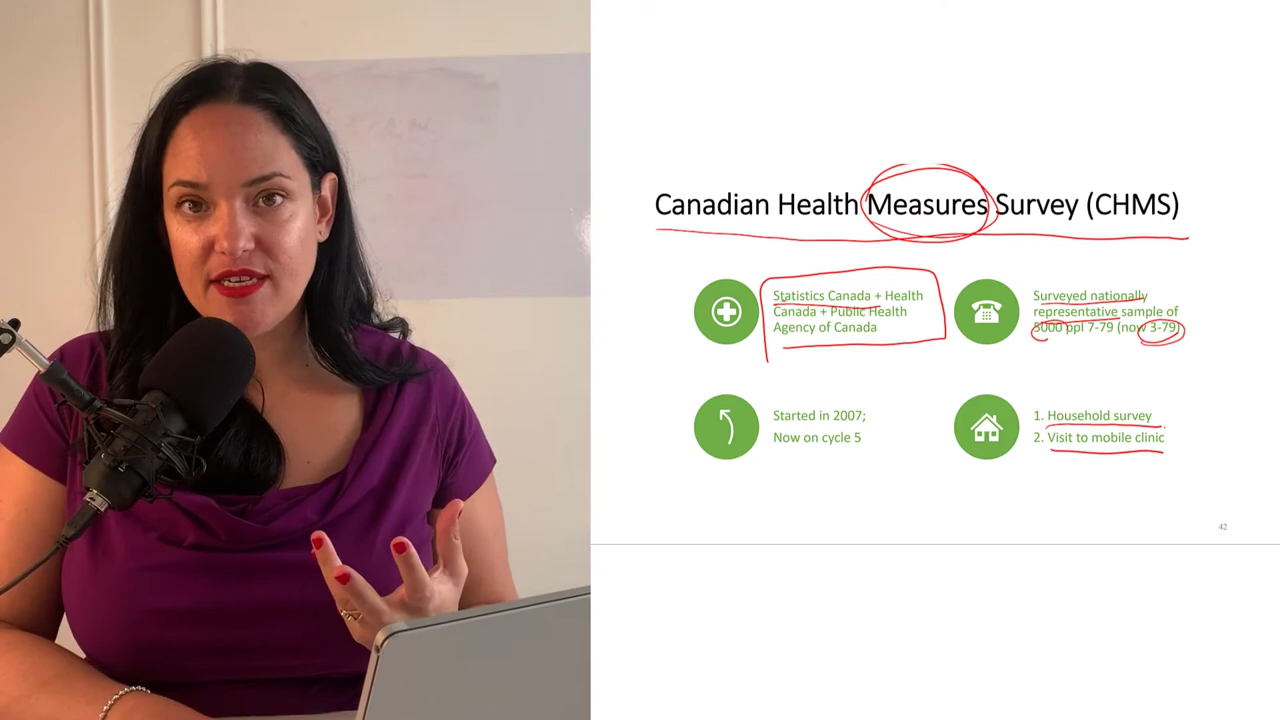 Canadian Health Measures Survey (CHMS)
Statistics Canada + Health
Canada + Public Health
Agency of Canada
Surveyed nationally
representative sample of
5000 ppl 7-79 (now 3-79)
Started in 2007;
Now on cycle 5
1. Household survey
2. Visit to mobile clinic
42